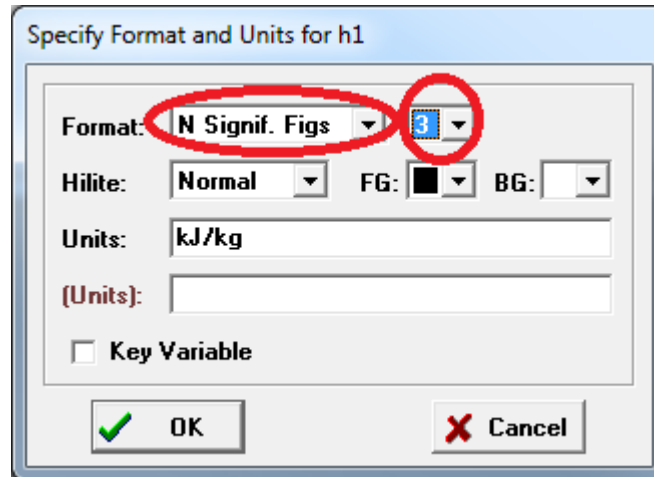 Specify Format and Units for h1
Format: N Signif. Figs 3
Hilite: Normal FG: BG:
Units: kJ/kg
(Units):
Key Variable
OK Cancel